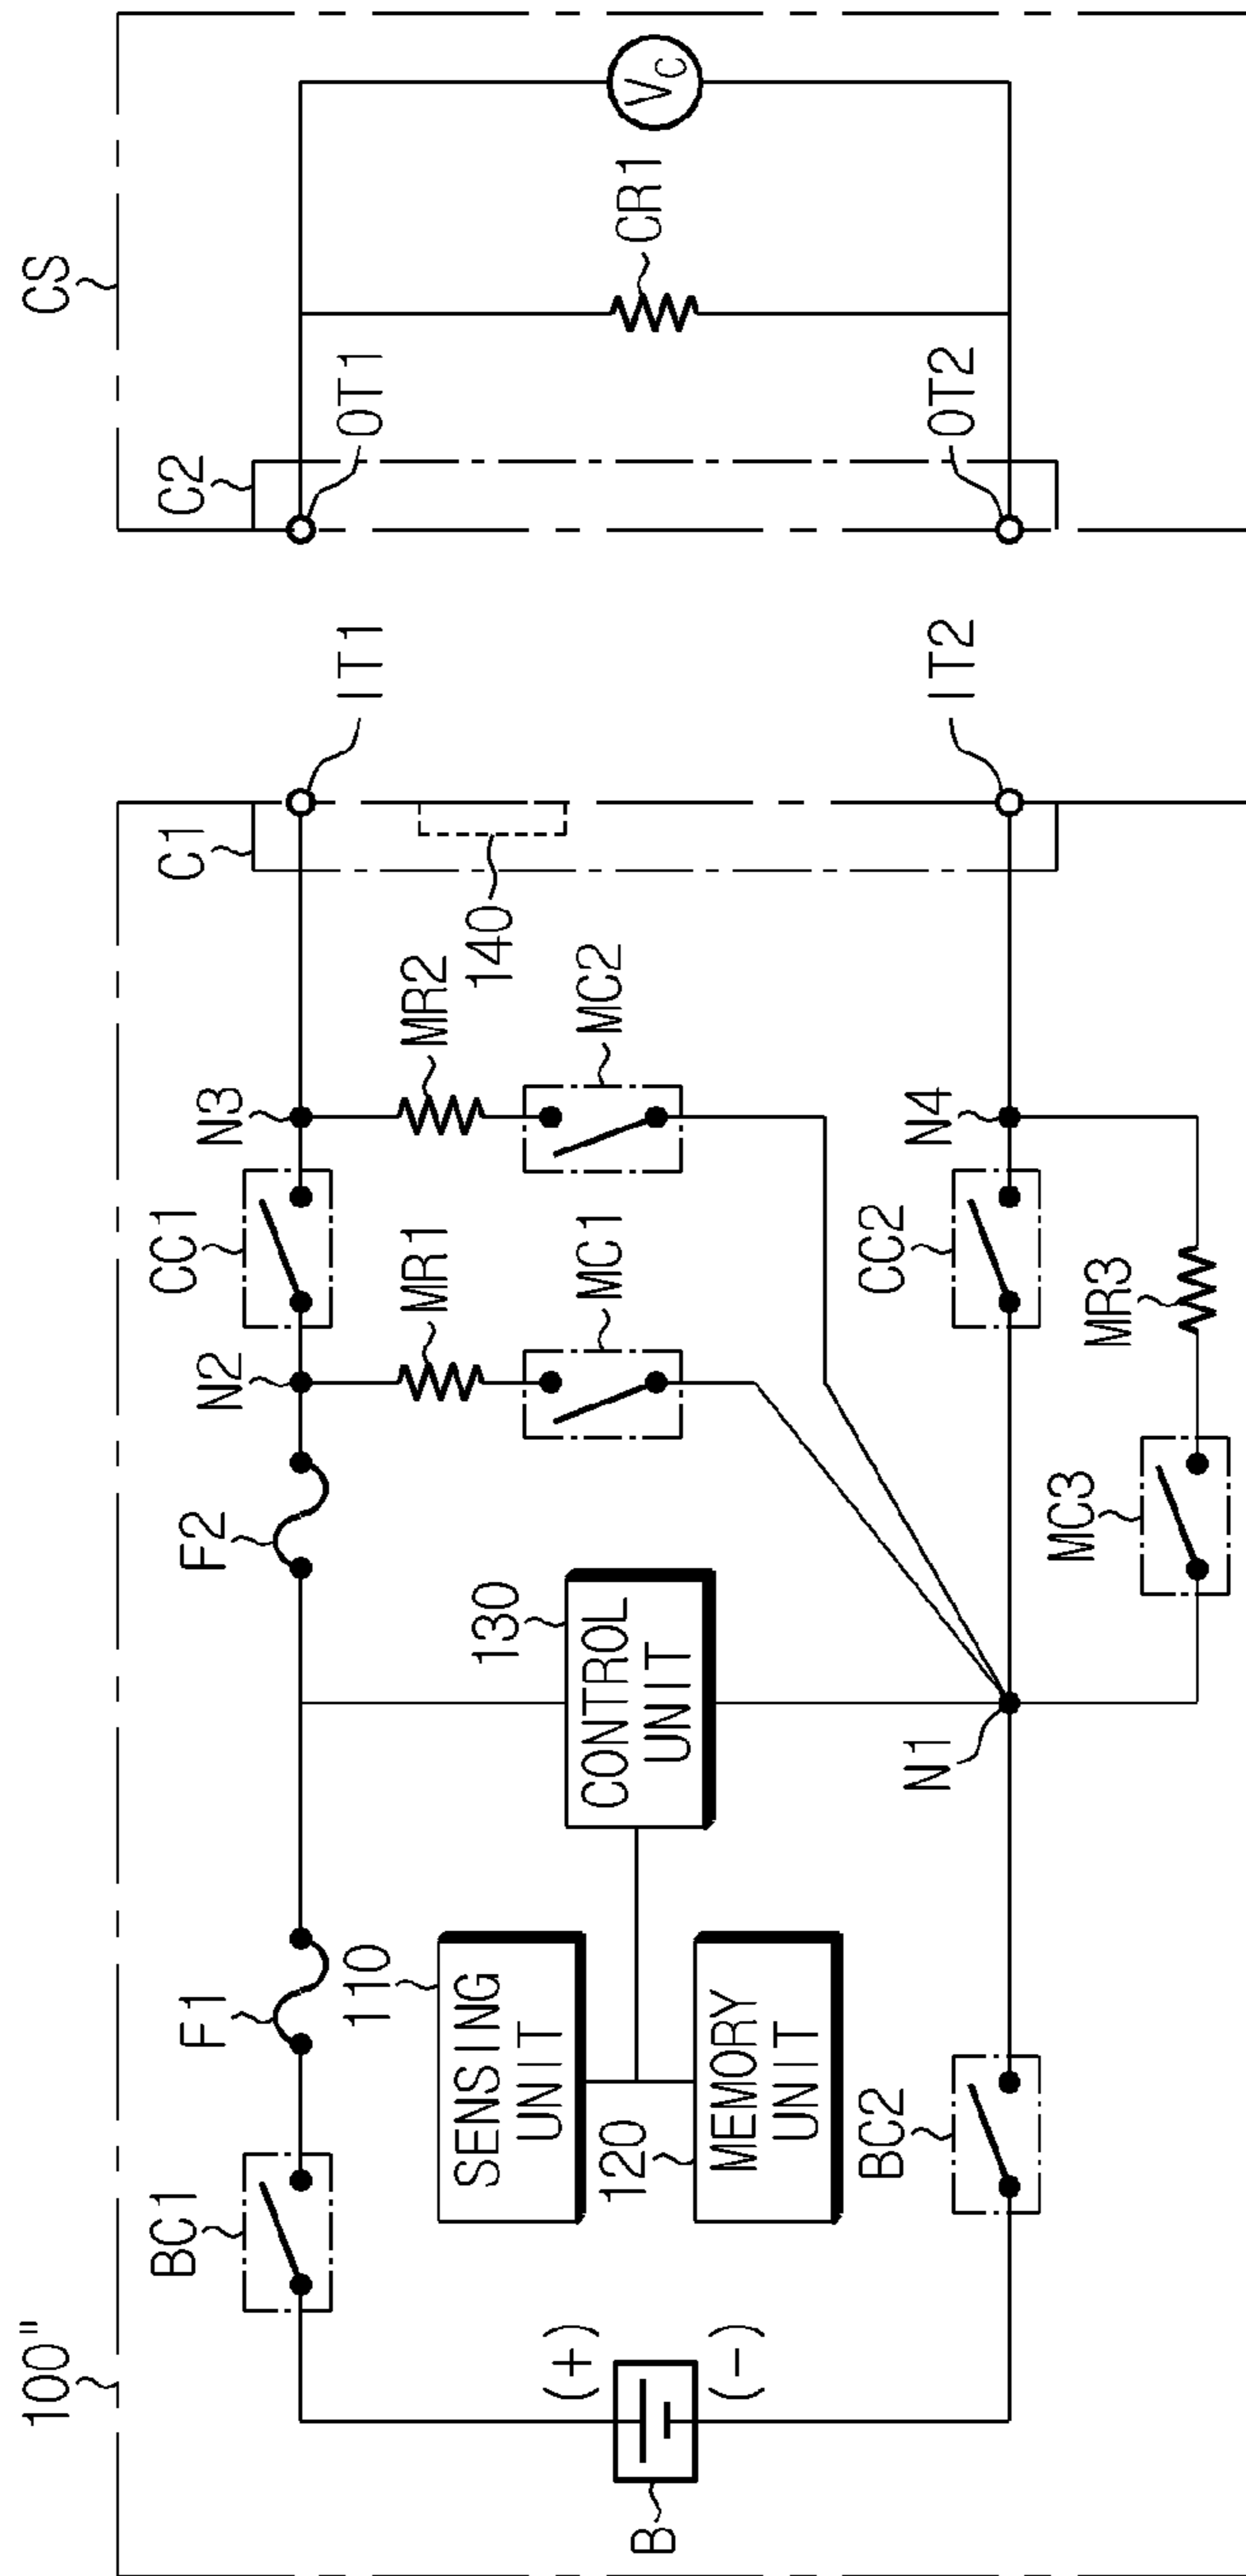 100"
CS
BC1
F1
F2
N2
CC1
N3
C1
IT1
C2
OT1
(+)
B
(-)
110
SENSING
UNIT
120
MEMORY
UNIT
130
CONTROL
UNIT
MR1
MC1
MR2
MC2
140
CR1
VC
BC2
N1
CC2
N4
IT2
OT2
MC3
MR3